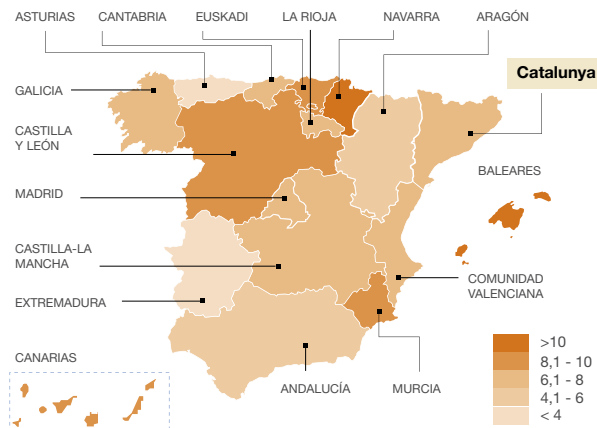 ASTURIAS
CANTABRIA
EUSKADI
LA RIOJA
NAVARRA
ARAGÓN
Catalunya
GALICIA
CASTILLA
Y LEÓN
BALEARES
MADRID
CASTILLA-LA
MANCHA
COMUNIDAD
VALENCIANA
EXTREMADURA
CANARIAS
ANDALUCÍA
MURCIA
>10
8,1 - 10
6,1 - 8
4,1 - 6
< 4